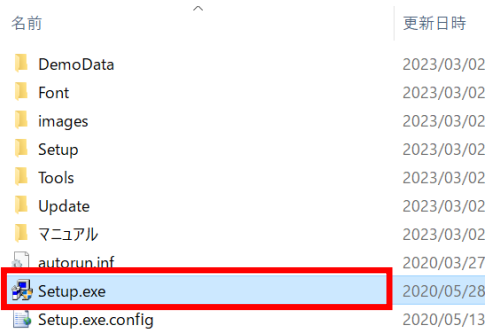 名前 更新日時
DemoData 2023/03/02
Font 2023/03/02
images 2023/03/02
Setup 2023/03/02
Tools 2023/03/02
Update 2023/03/02
マニュアル 2023/03/02
autorun.inf 2020/03/27
Setup.exe 2020/05/28
Setup.exe.config 2020/05/13